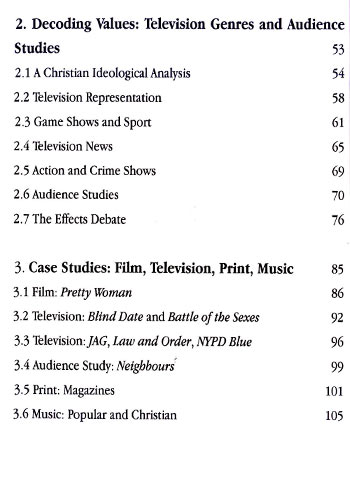 2. Decoding Values: Television Genres and Audience
Studies 53
2.1 A Christian Ideological Analysis 54
2.2 Television Representation 58
2.3 Game Shows and Sport 61
2.4 Television News 65
2.5 Action and Crime Shows 69
2.6 Audience Studies 70
2.7 The Effects Debate 76
3. Case Studies: Film, Television, Print, Music 85
3.1 Film: Pretty Woman 86
3.2 Television: Blind Date and Battle of the Sexes 92
3.3 Television: JAG, Law and Order, NYPD Blue 96
3.4 Audience Study: Neighbours 99
3.5 Print: Magazines 101
3.6 Music: Popular and Christian 105